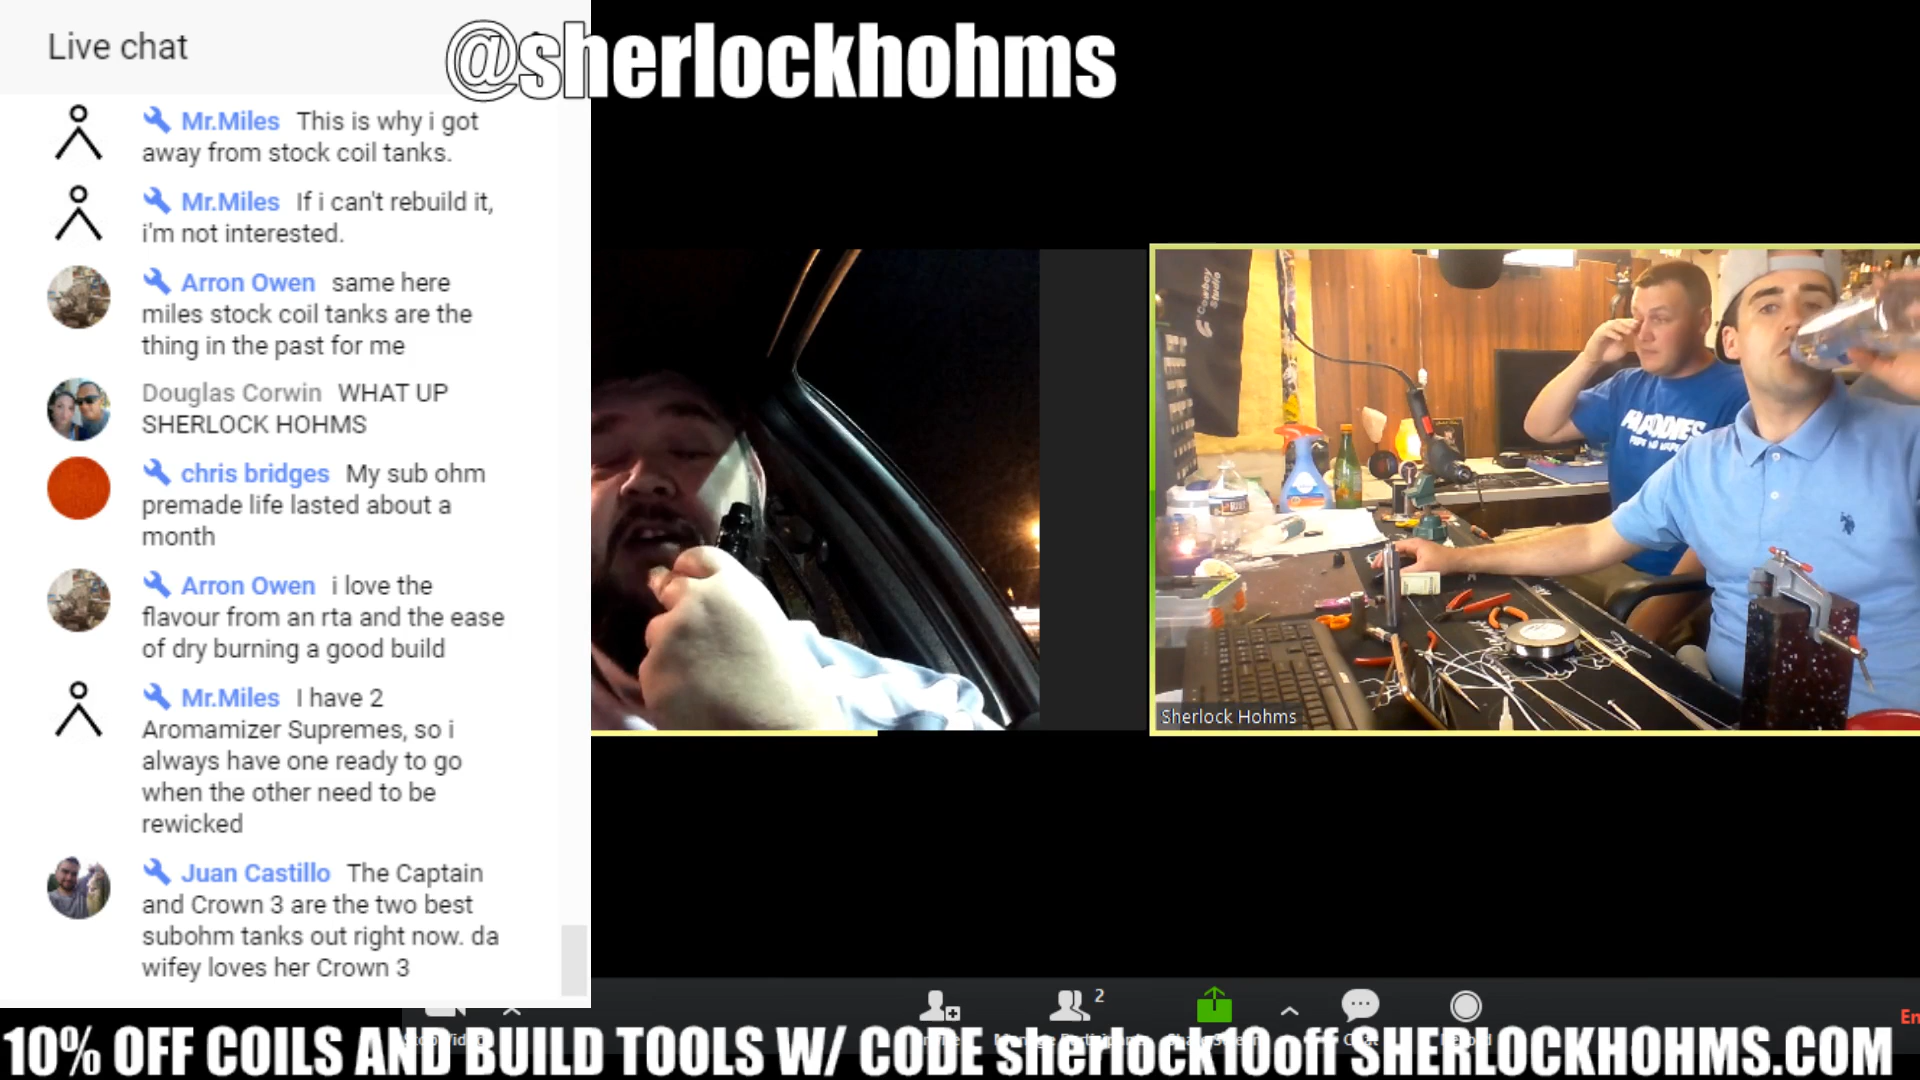 Live chat
@sherlockhohms
Mr.Miles This is why i got
away from stock coil tanks.
Mr.Miles If i can't rebuild it,
i'm not interested.
Arron Owen same here
miles stock coil tanks are the
thing in the past for me
Douglas Corwin WHAT UP
SHERLOCK HOHMS
chris bridges My sub ohm
premade life lasted about a
month
Arron Owen i love the
flavour from an rta and the ease
of dry burning a good build
Mr.Miles I have 2
Aromamizer Supremes, so i
always have one ready to go
when the other need to be
rewicked
Juan Castillo The Captain
and Crown 3 are the two best
subohm tanks out right now. da
wifey loves her Crown 3
Cowboy
Studio
Sherlock Hohms
2
10% OFF COILS AND BUILD TOOLS W/ CODE sherlock10off SHERLOCKHOHMS.COM